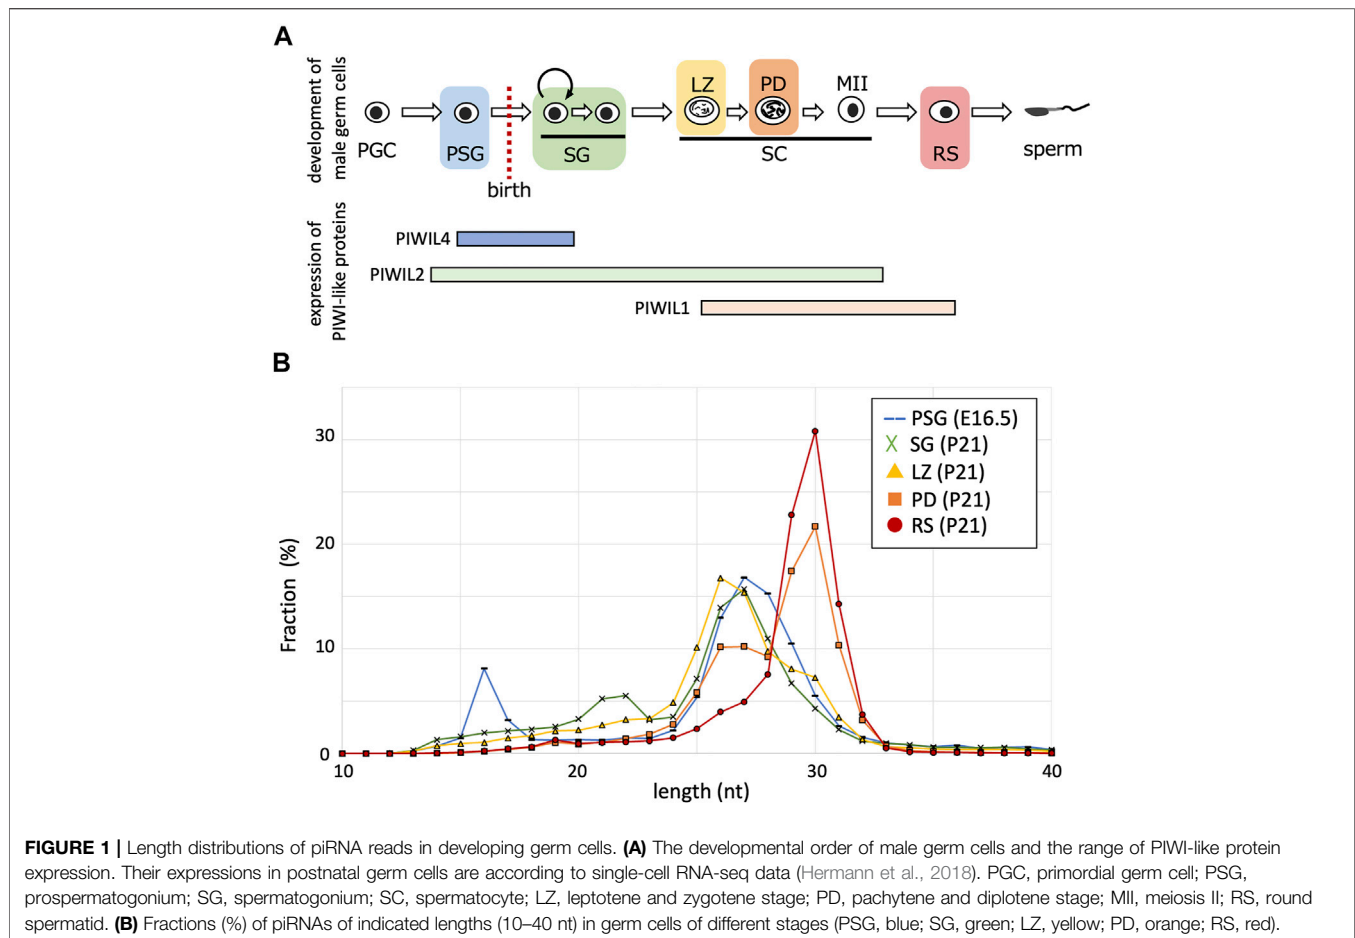 A
development of
male germ cells
PGC
PSG
birth
SG
LZ
PD
MII
SC
RS
sperm
expression of
PIWI-like proteins
PIWIL4
PIWIL2
PIWIL1
B
Fraction (%)
30
20
10
0
10
20
30
40
length (nt)
PSG (E16.5)
SG (P21)
LZ (P21)
PD (P21)
RS (P21)
FIGURE 1 | Length distributions of piRNA reads in developing germ cells. (A) The developmental order of male germ cells and the range of PIWI-like protein
expression. Their expressions in postnatal germ cells are according to single-cell RNA-seq data (Hermann et al., 2018). PGC, primordial germ cell; PSG,
prospermatogonium; SG, spermatogonium; SC, spermatocyte; LZ, leptotene and zygotene stage; PD, pachytene and diplotene stage; MII, meiosis II; RS, round
spermatid. (B) Fractions (%) of piRNAs of indicated lengths (10–40 nt) in germ cells of different stages (PSG, blue; SG, green; LZ, yellow; PD, orange; RS, red).